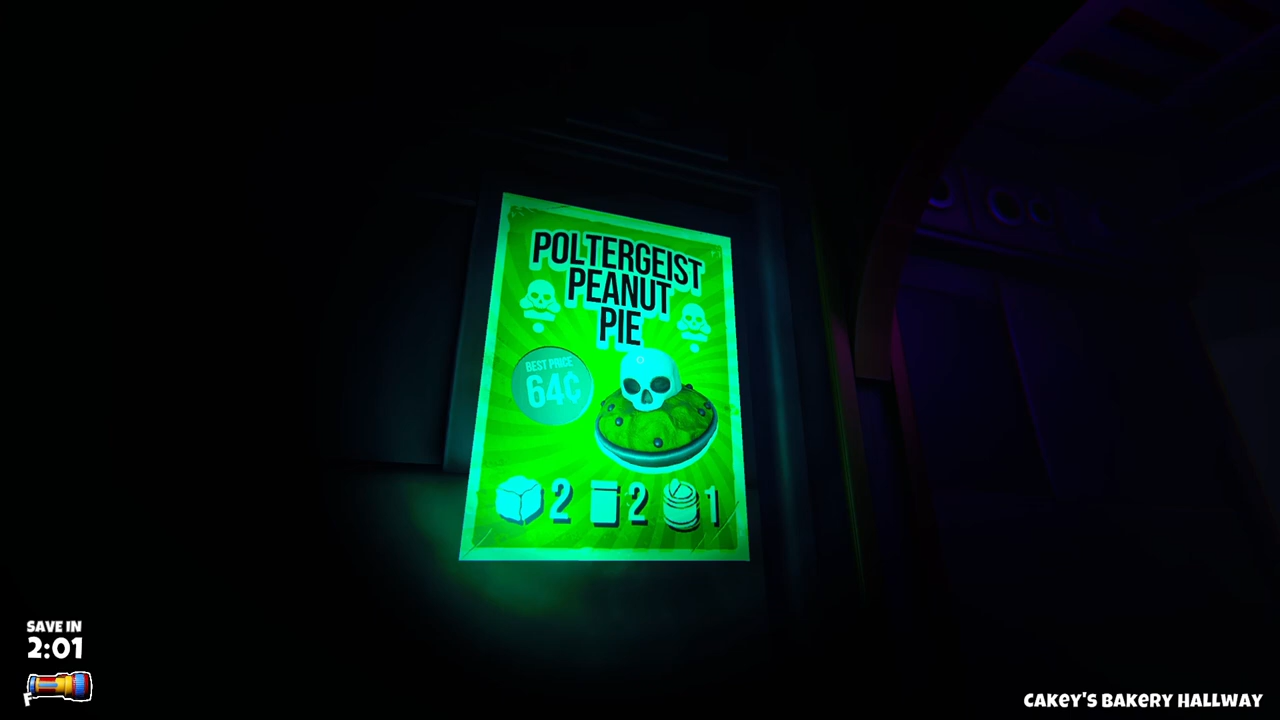 POLTERGEIST
PEANUT
PIE
BEST PRICE
64¢
2 2 1
SAVE IN
2:01
F
CAKEY'S BAKERY HALLWAY